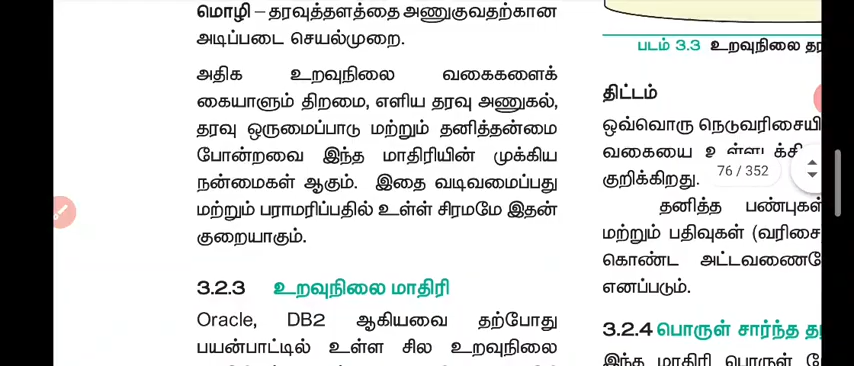 மொழி – தரவுத்தளத்தை அணுகுவதற்கான
அடிப்படை செயல்முறை.
அதிக உறவுநிலை வகைகளைக்
கையாளும் திறமை, எளிய தரவு அணுகல்,
தரவு ஒருமைப்பாடு மற்றும் தனித்தன்மை
போன்றவை இந்த மாதிரியின் முக்கிய
நன்மைகள் ஆகும். இதை வடிவமைப்பது
மற்றும் பராமரிப்பதில் உள்ள் சிரமமே இதன்
குறையாகும்.
3.2.3 உறவுநிலை மாதிரி
Oracle, DB2 ஆகியவை தற்போது
பயன்பாட்டில் உள்ள சில உறவுநிலை
படம் 3.3 உறவுநிலை தர
திட்டம்
ஒவ்வொரு நெடுவரிசையி
வகையை
குறிக்கிறது.
76 / 352
தனித்த பண்புகள்
மற்றும் பதிவுகள் (வரிசை
கொண்ட அட்டவணையே
எனப்படும்.
3.2.4 பொருள் சார்ந்த த
இந்த மாதிரி பொருள்